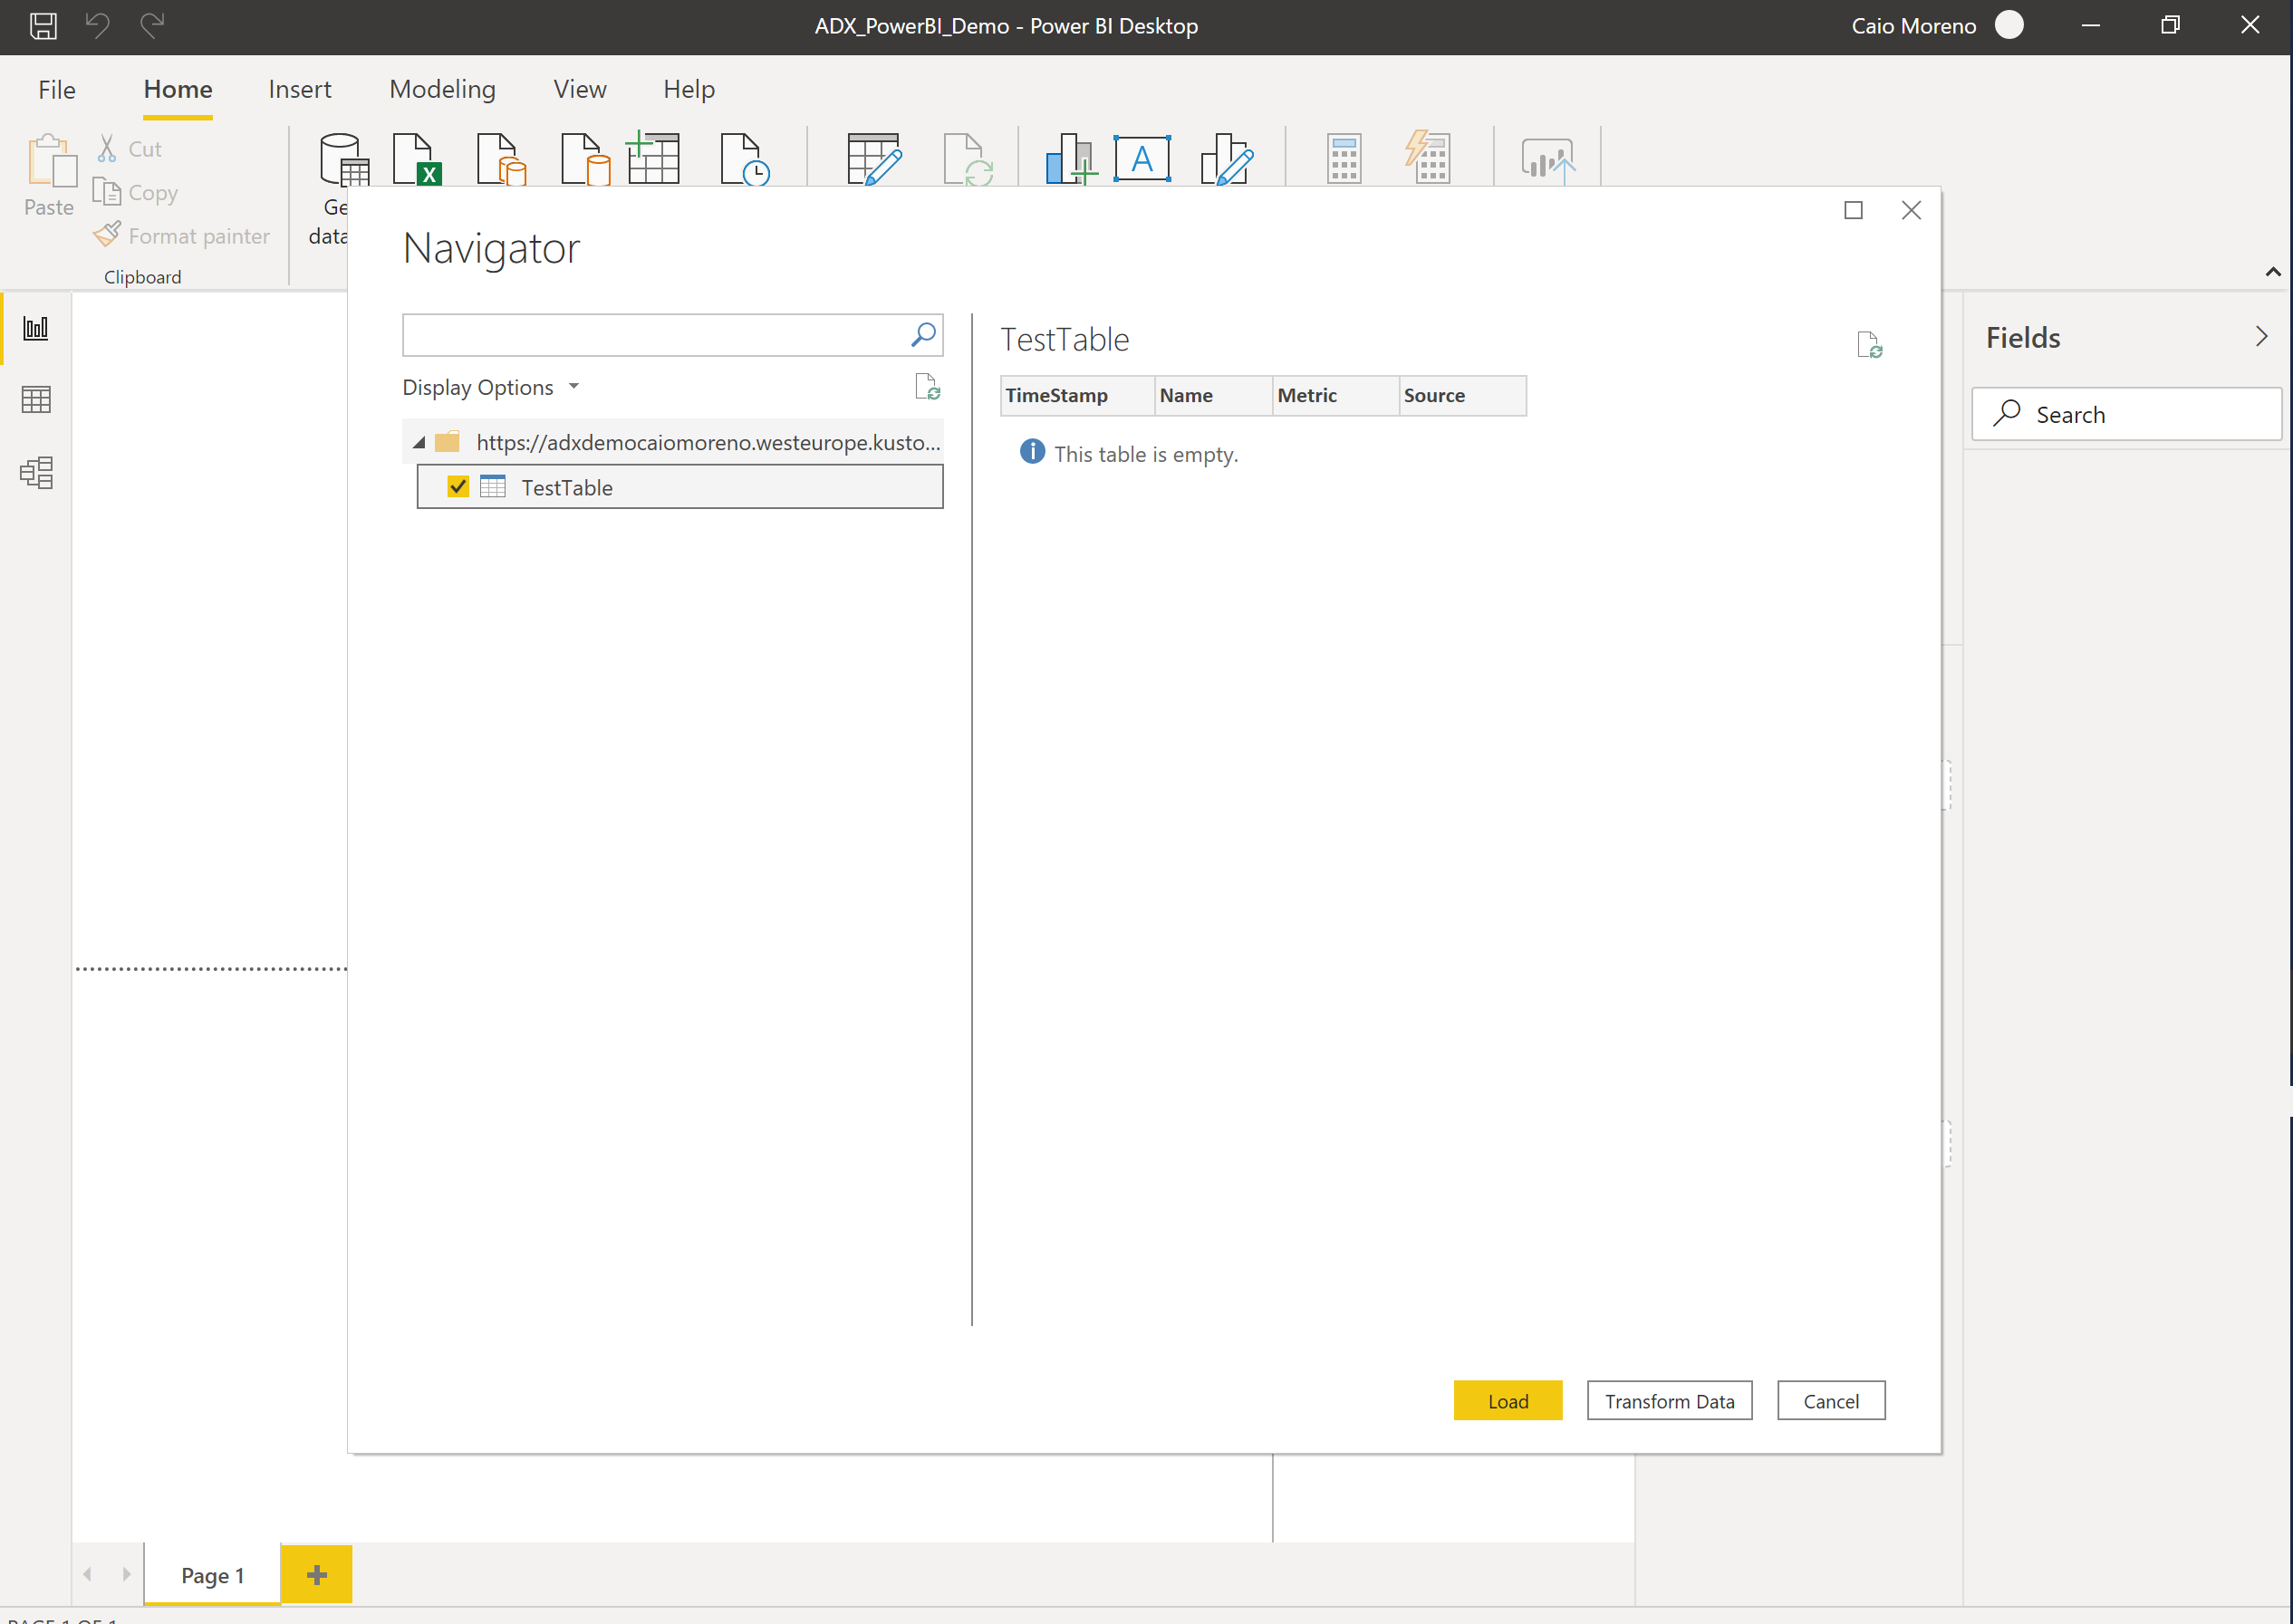 ADX_PowerBI_Demo - Power BI Desktop
Caio Moreno
File
Home
Insert
Modeling
View
Help
Paste
Cut
Copy
Format painter
Clipboard
Ge
data
X
A
Navigator
Display Options
https://adxdemocaiomoreno.westeurope.kusto...
TestTable
TestTable
TimeStamp Name Metric Source
This table is empty.
Load
Transform Data
Cancel
Fields
Search
Page 1
PAGE 1 OF 1